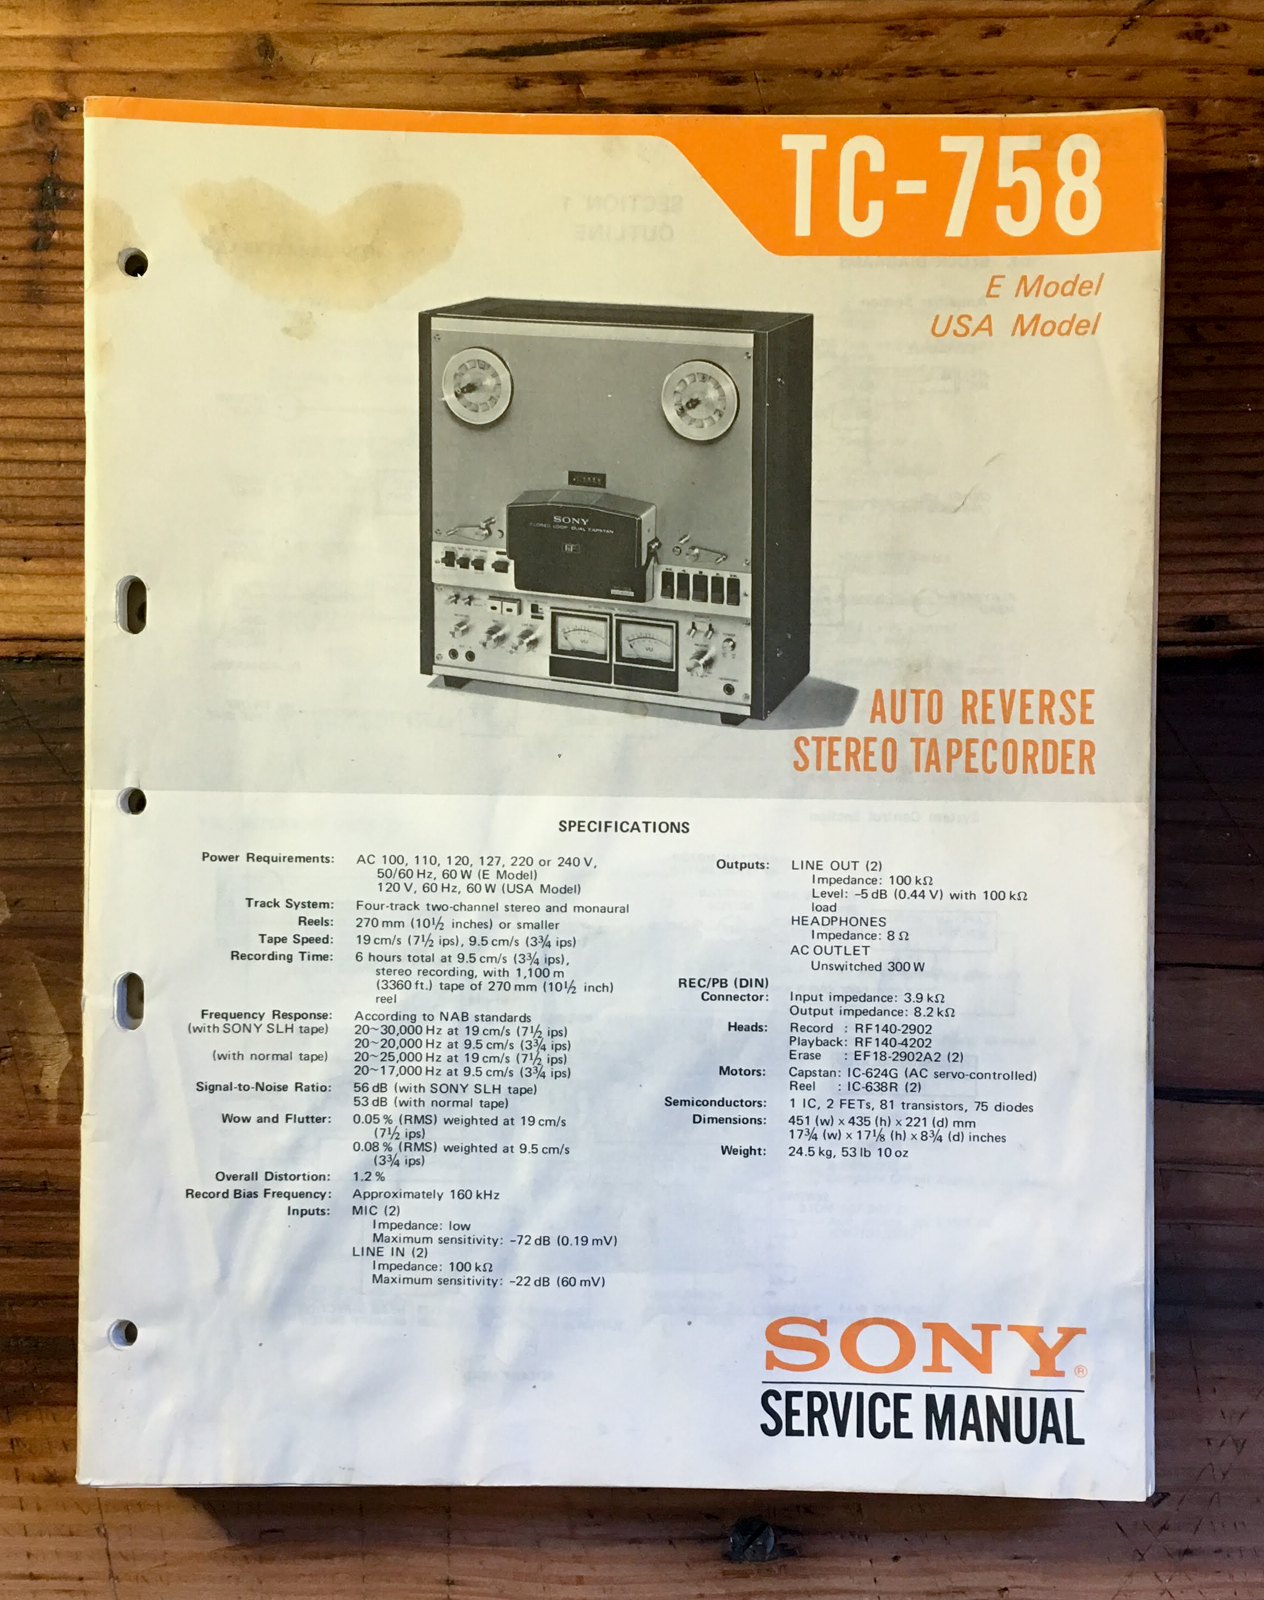 TC-758
E Model
USA Model
SONY
CLOSED LOOP DUAL CAPSTAN
VU
VU
AUTO REVERSE
STEREO TAPECORDER
SPECIFICATIONS
Power Requirements: AC 100, 110, 120, 127, 220 or 240 V,
50/60 Hz, 60 W (E Model)
120 V, 60 Hz, 60 W (USA Model)
Track System: Four-track two-channel stereo and monaural
Reels: 270 mm (10½ inches) or smaller
Tape Speed: 19 cm/s (7½ ips), 9.5 cm/s (3¾ ips)
Recording Time: 6 hours total at 9.5 cm/s (3¾ ips),
stereo recording, with 1,100 m
(3360 ft.) tape of 270 mm (10½ inch)
reel
Frequency Response: According to NAB standards
(with SONY SLH tape) 20~30,000 Hz at 19 cm/s (7½ ips)
20~20,000 Hz at 9.5 cm/s (3¾ ips)
(with normal tape) 20~25,000 Hz at 19 cm/s (7½ ips)
20~17,000 Hz at 9.5 cm/s (3¾ ips)
Signal-to-Noise Ratio: 56 dB (with SONY SLH tape)
53 dB (with normal tape)
Wow and Flutter: 0.05 % (RMS) weighted at 19 cm/s
(7½ ips)
0.08 % (RMS) weighted at 9.5 cm/s
(3¾ ips)
Overall Distortion: 1.2 %
Record Bias Frequency: Approximately 160 kHz
Inputs: MIC (2)
Impedance: low
Maximum sensitivity: -72 dB (0.19 mV)
LINE IN (2)
Impedance: 100 kΩ
Maximum sensitivity: -22 dB (60 mV)
Outputs: LINE OUT (2)
Impedance: 100 kΩ
Level: -5 dB (0.44 V) with 100 kΩ
load
HEADPHONES
Impedance: 8 Ω
AC OUTLET
Unswitched 300 W
REC/PB (DIN)
Connector: Input impedance: 3.9 kΩ
Output impedance: 8.2 kΩ
Heads: Record : RF140-2902
Playback: RF140-4202
Erase : EF18-2902A2 (2)
Motors: Capstan: IC-624G (AC servo-controlled)
Reel : IC-638R (2)
Semiconductors: 1 IC, 2 FETs, 81 transistors, 75 diodes
Dimensions: 451 (w) x 435 (h) x 221 (d) mm
17¾ (w) x 17⅛ (h) x 8¾ (d) inches
Weight: 24.5 kg, 53 lb 10 oz
SONY®
SERVICE MANUAL